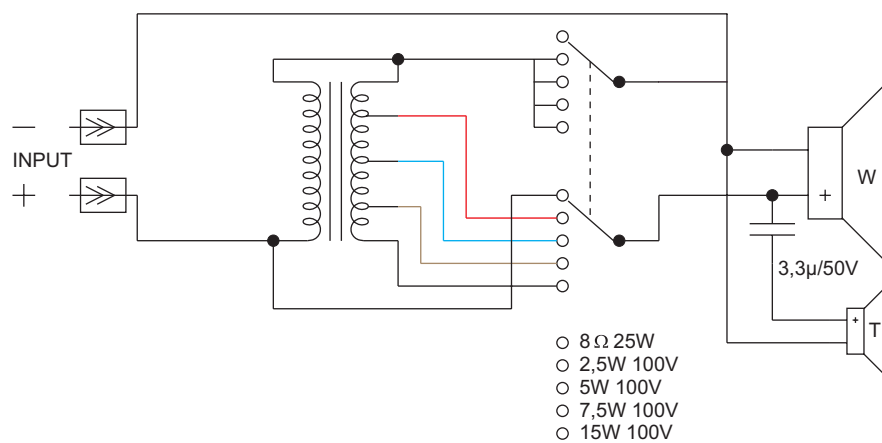 −
INPUT
+
W
+
3,3µ/50V
+
T
8 Ω 25W
2,5W 100V
5W 100V
7,5W 100V
15W 100V